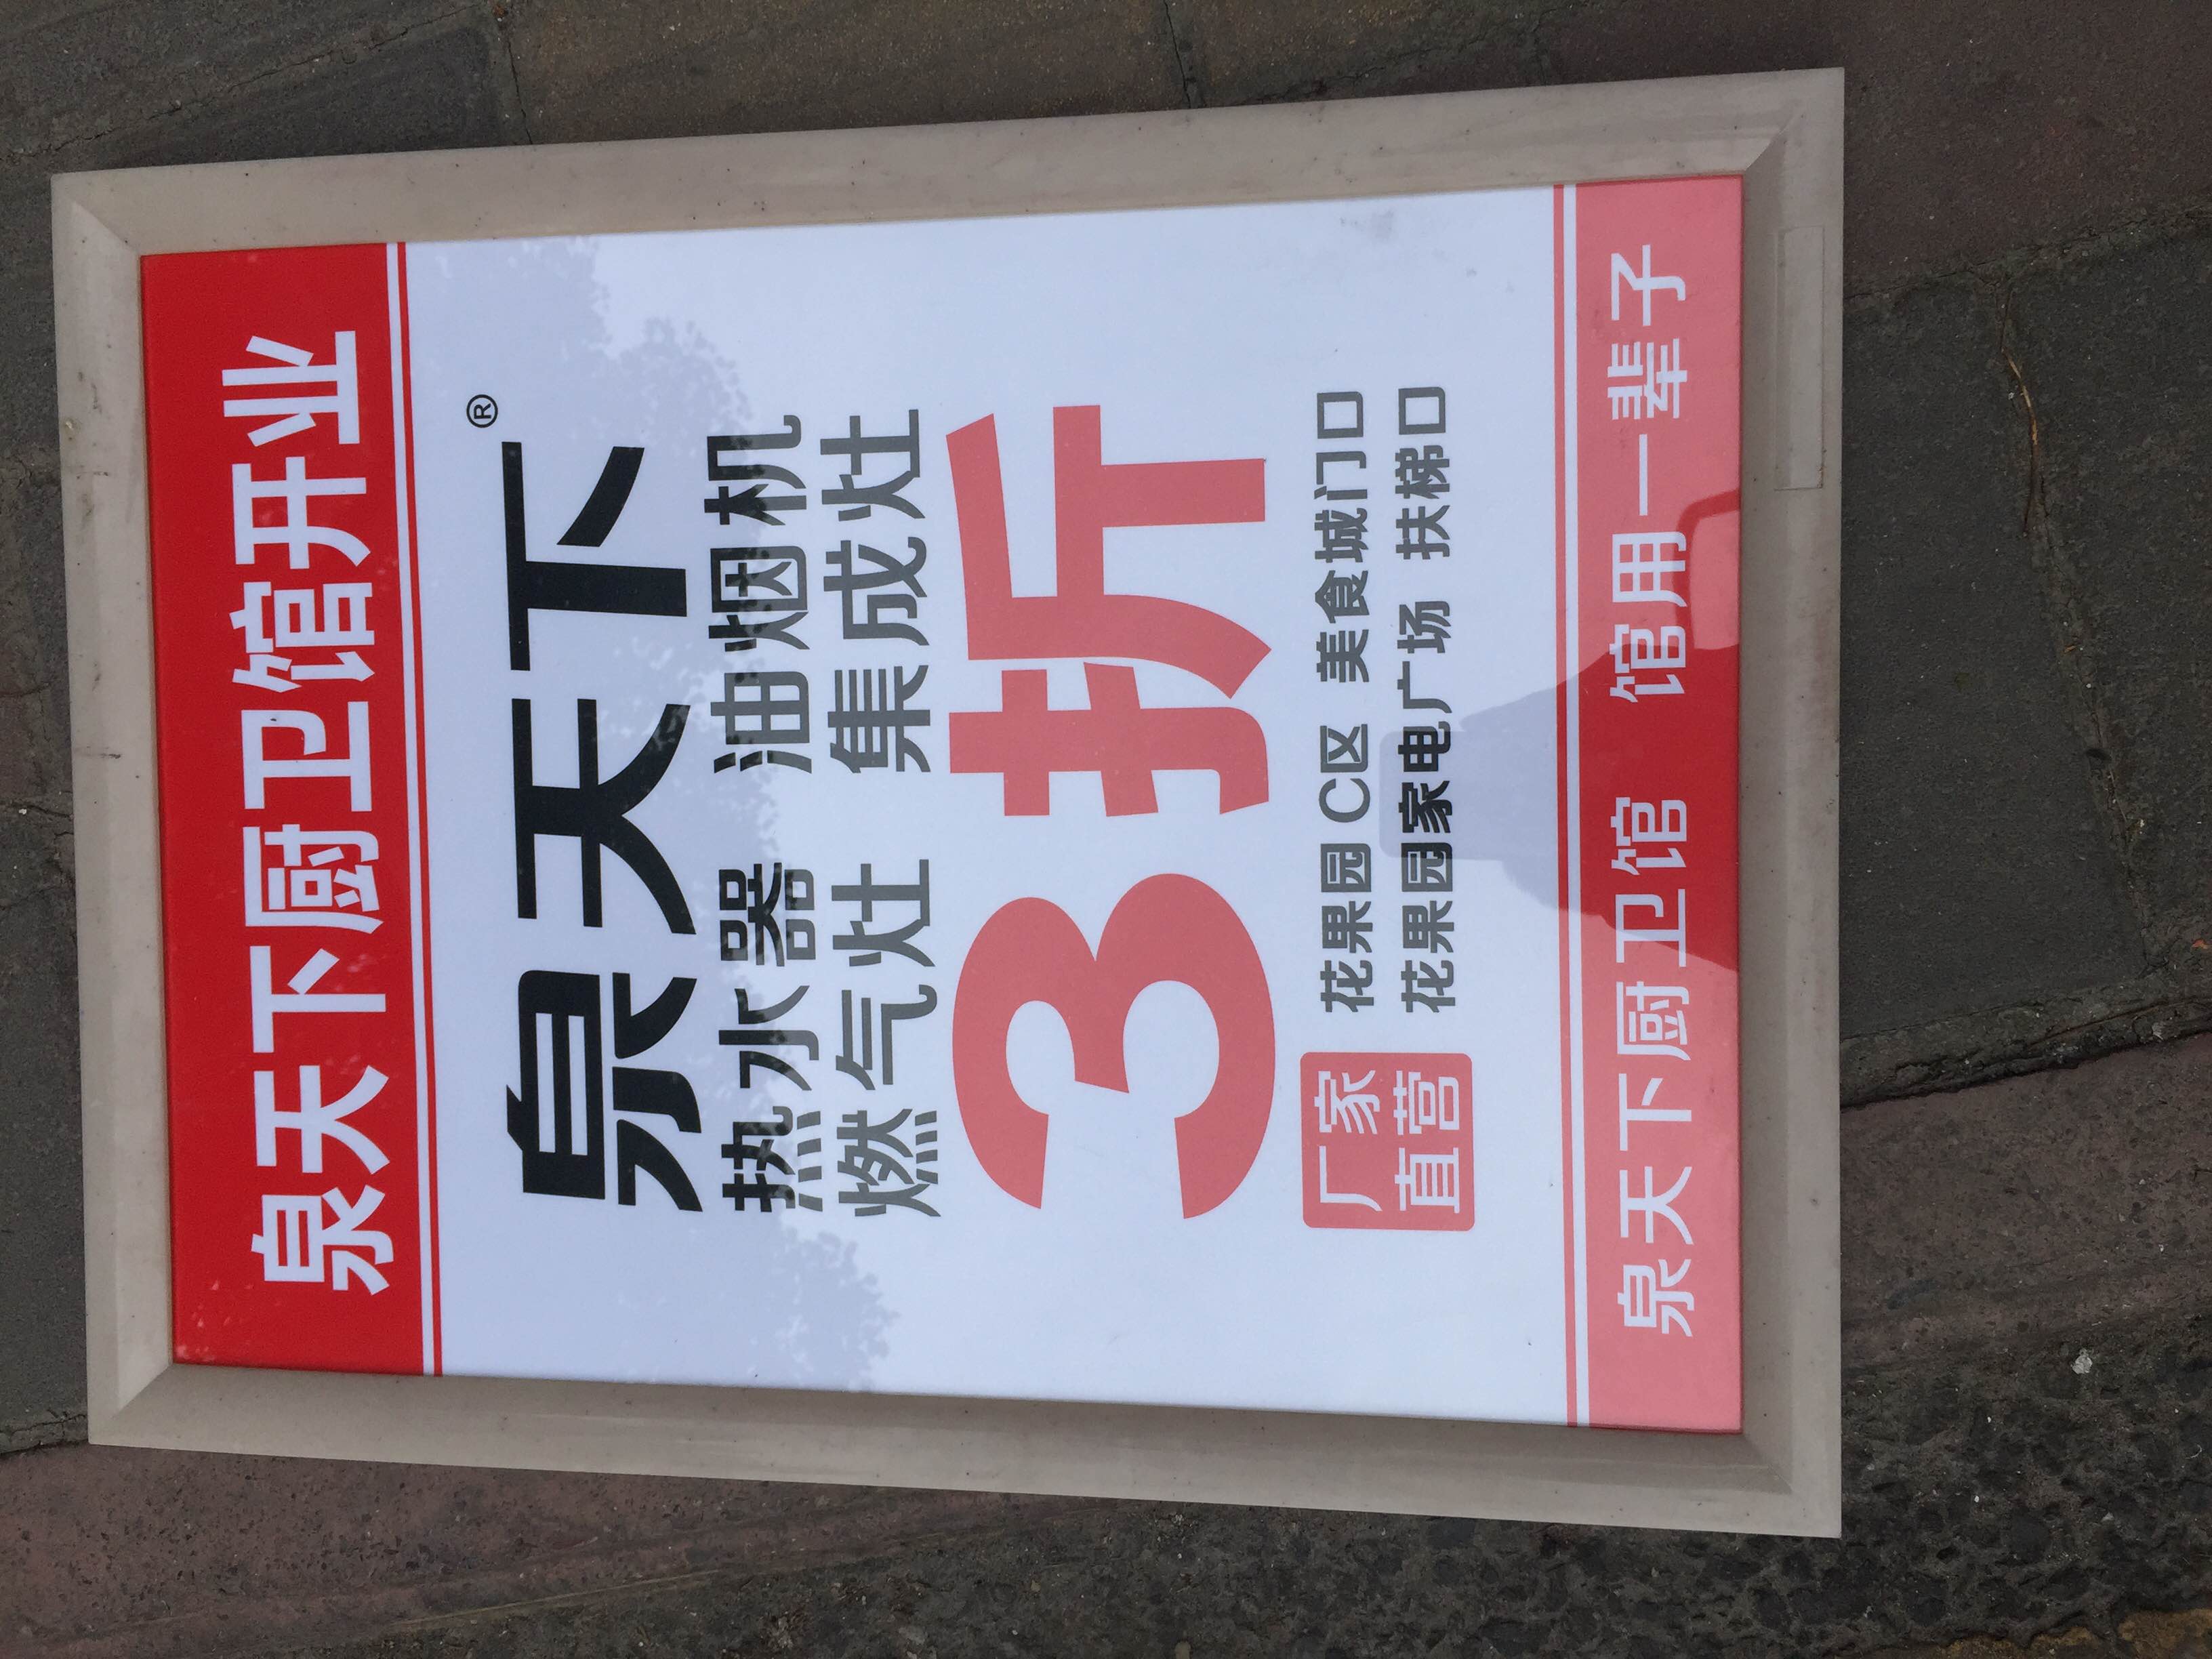 泉天下厨卫馆开业
泉天下®
热水器 油烟机
燃气灶 集成灶
3折
厂家
直营
花果园C区 美食城门口
花果园家电广场 扶梯口
泉天下厨卫馆 馆用一辈子